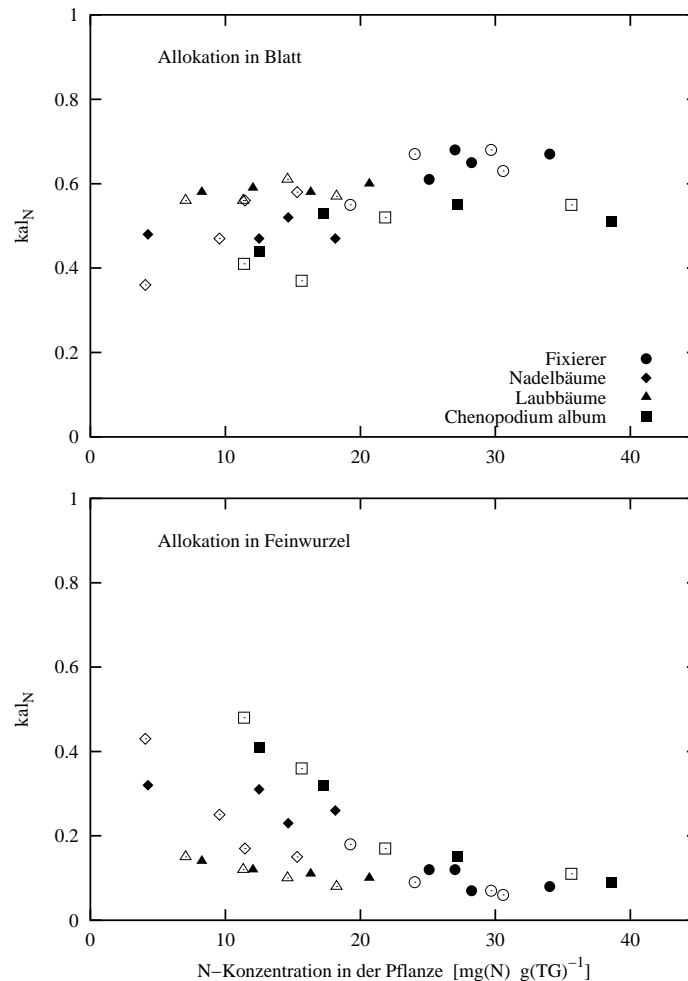 1
Allokation in Blatt
0.8
0.6
kal_N
0.4
0.2
Fixierer
Nadelbäume
Laubbäume
Chenopodium album
0
0 10 20 30 40
1
Allokation in Feinwurzel
0.8
0.6
kal_N
0.4
0.2
0
0 10 20 30 40
N−Konzentration in der Pflanze [mg(N) g(TG)⁻¹]